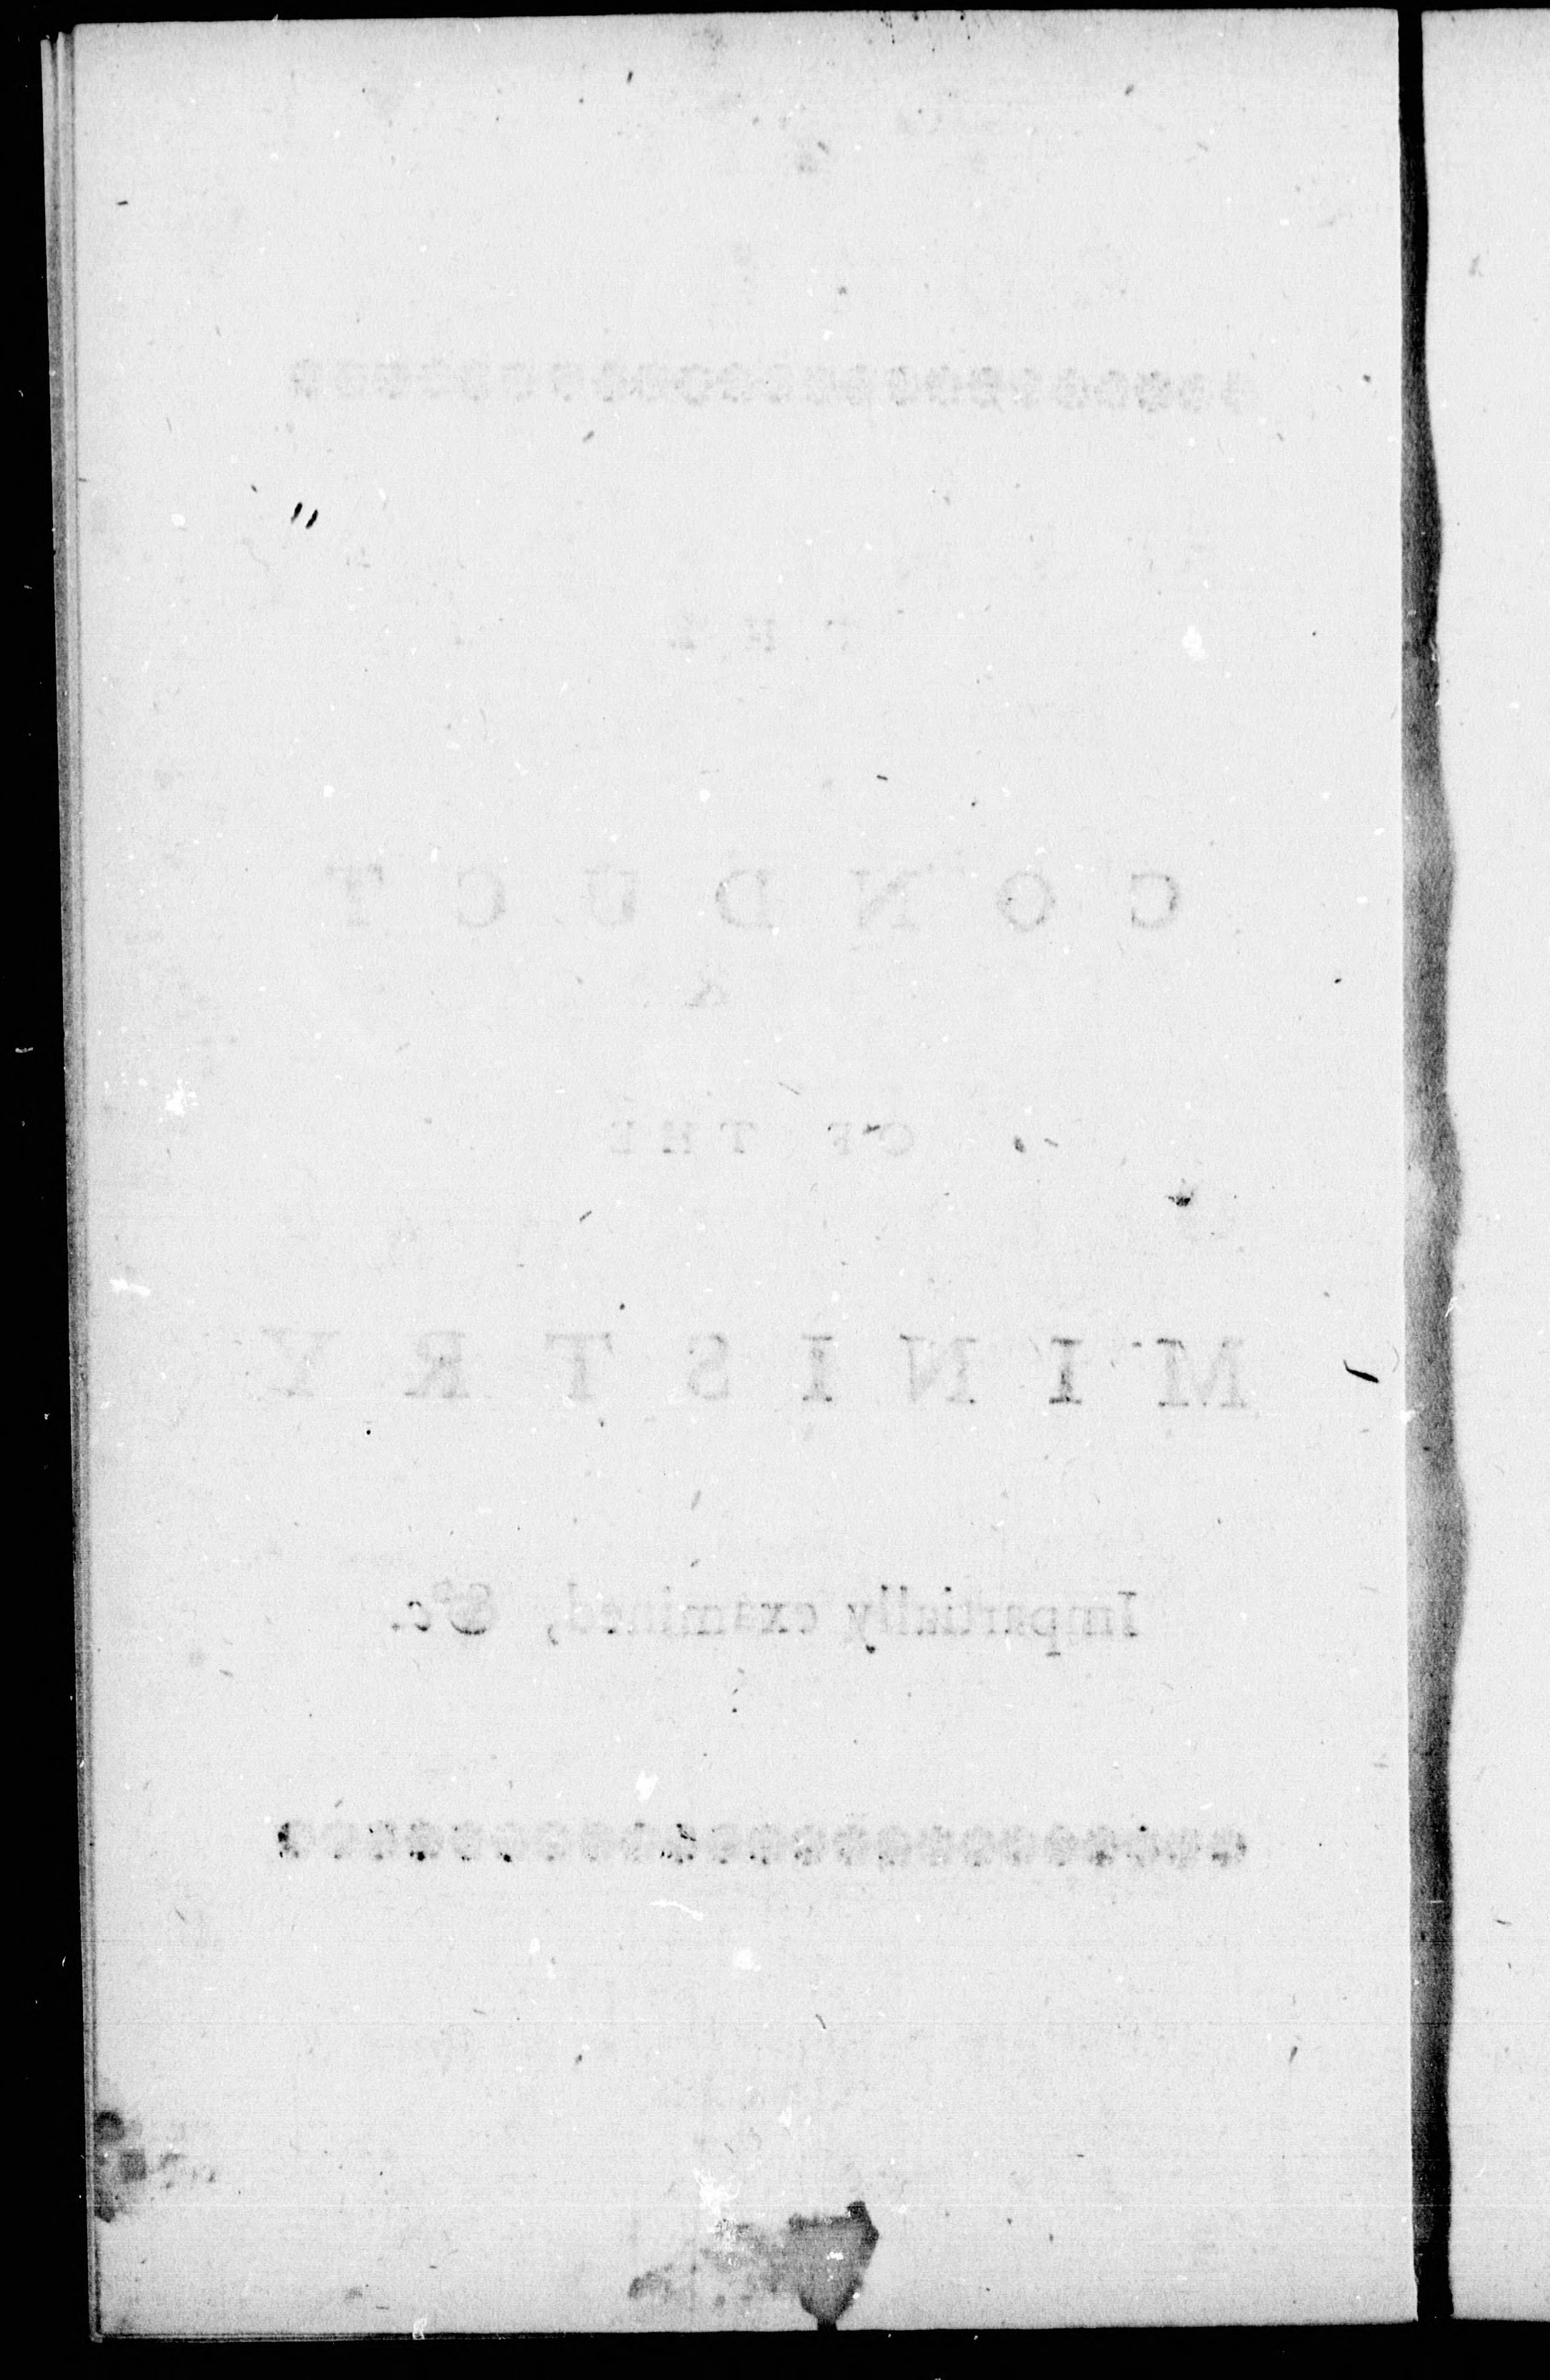 THE
CONDUCT
OF THE
MINISTRY
Impartially examined, &c.